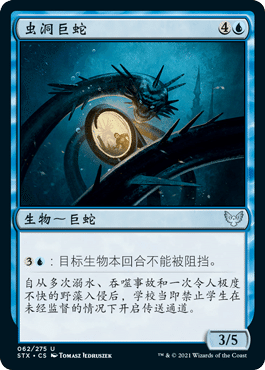 虫洞巨蛇 4
生物~巨蛇
3 :目标生物本回合不能被阻挡。
自从多次溺水、吞噬事故和一次令人极度
不快的野藻入侵后,学校当即禁止学生在
未经监督的情况下开启传送通道。
3/5
062/275 U
STX • CS TOMASZ JEDRUSZEK ™ & © 2021 Wizards of the Coast